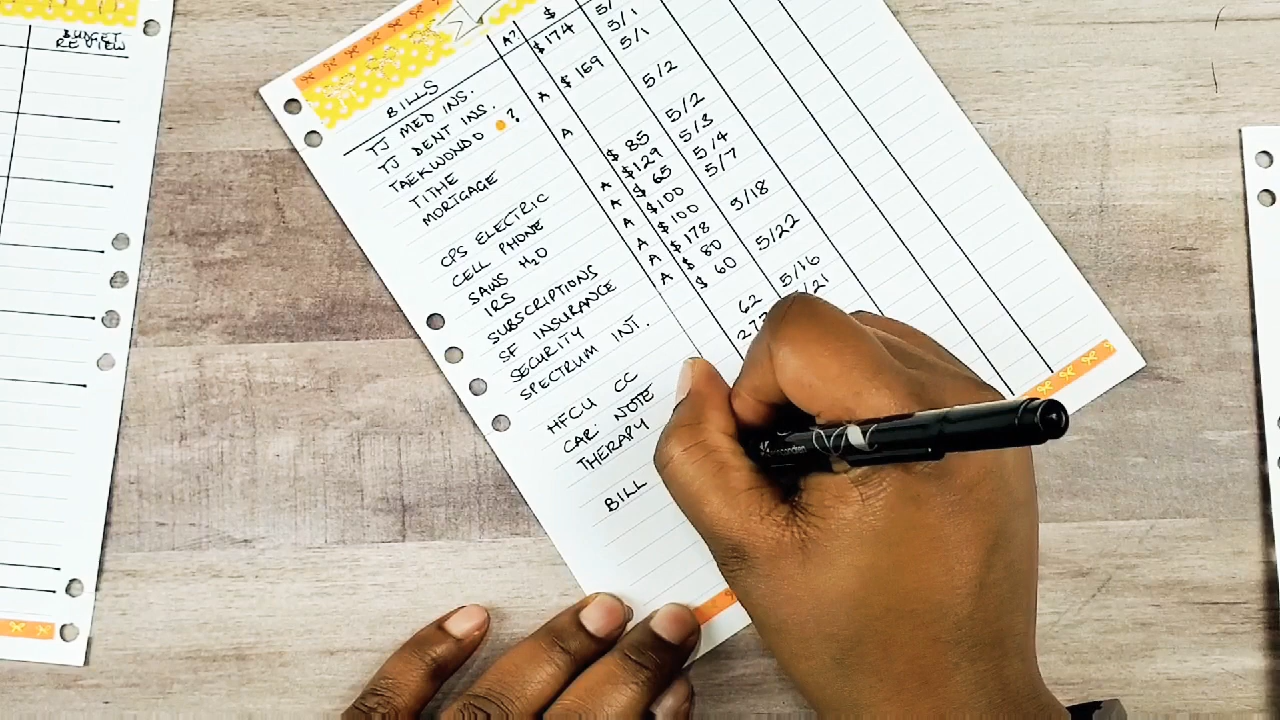 BUDGET
REVIEW
BILLS A?! $
TJ MED INS. $174 5/
TJ DENT INS. 5/1
TAEKWONDO ? A $169 5/1
TITHE
MORTGAGE A 5/2
CPS ELECTRIC $85 5/2
CELL PHONE A $129 5/3
SAWS H₂O A $65 5/4
IRS A $100 5/7
SUBSCRIPTIONS A $100
SF INSURANCE A $178 5/18
SECURITY A $80
SPECTRUM INT. $60 5/22
HFCU CC 62 5/16
CAR: NOTE
THERAPY
BILL